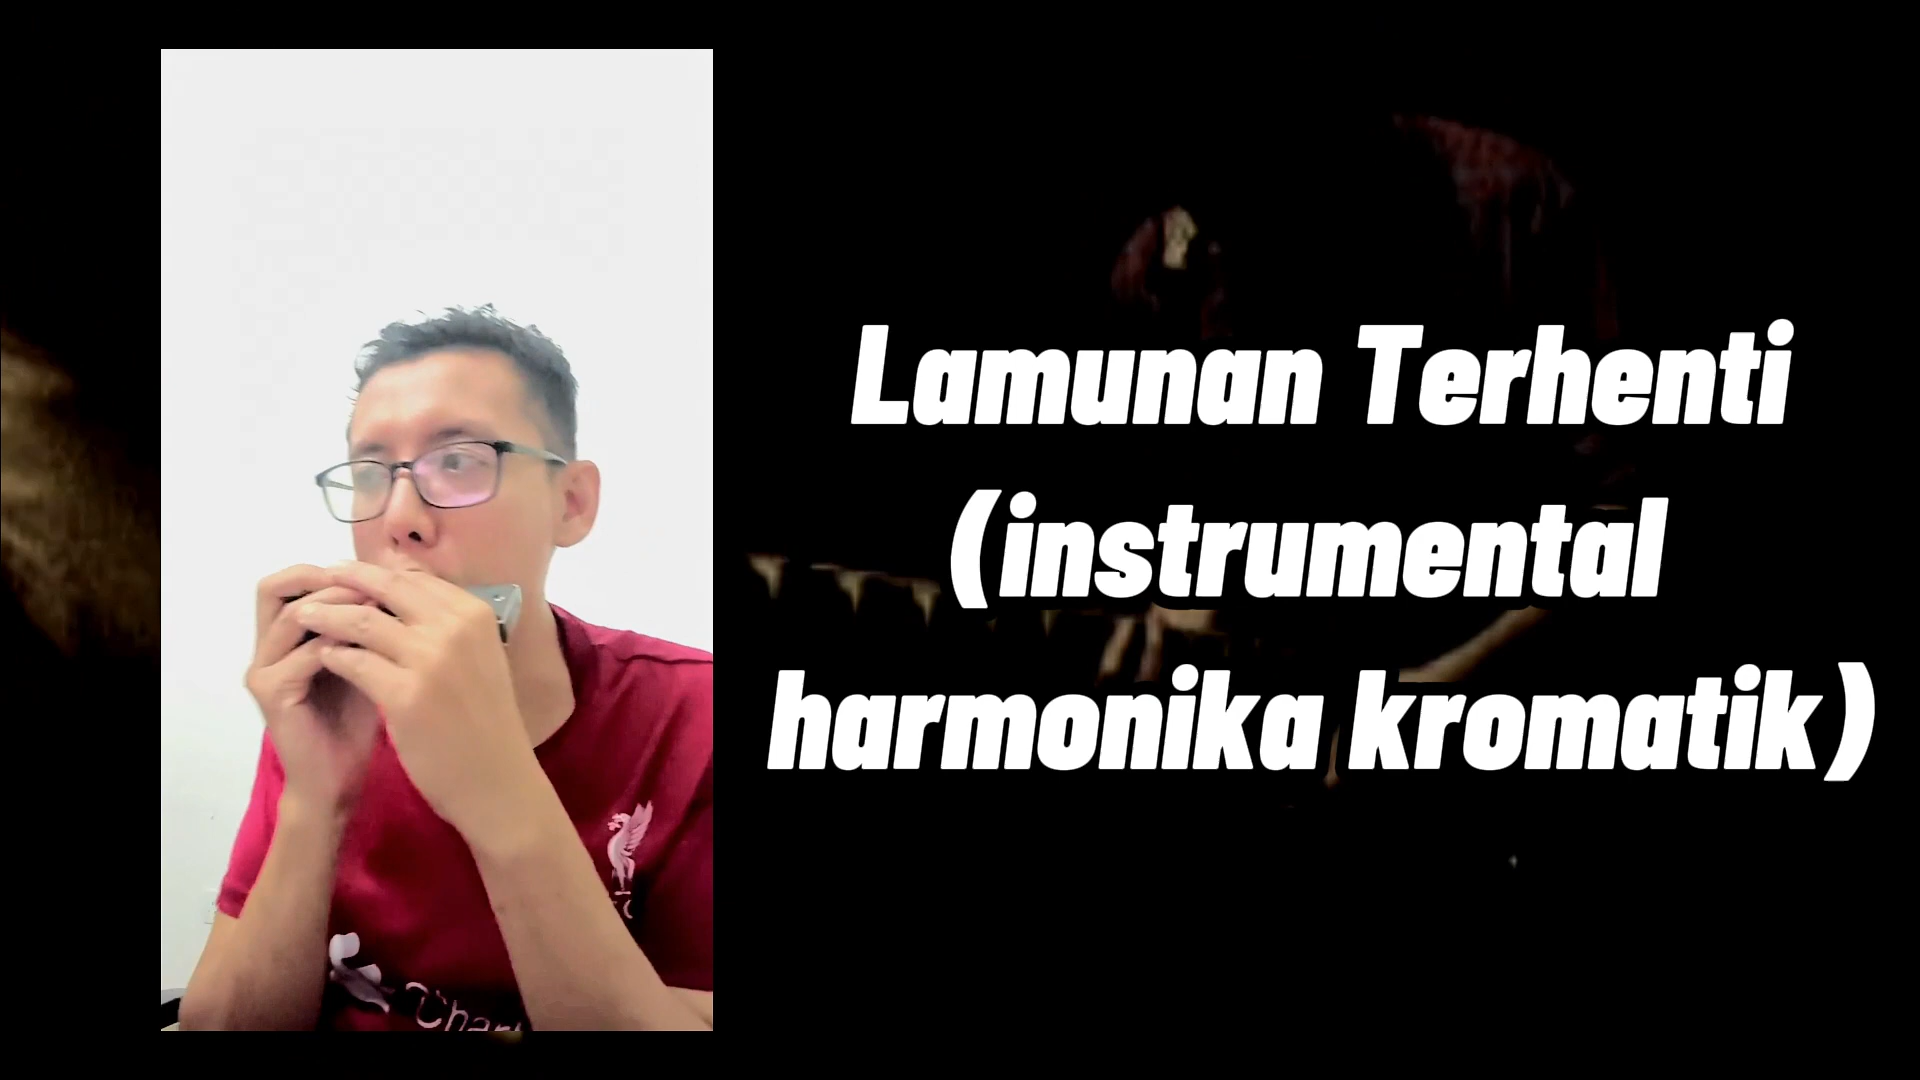 Lamunan Terhenti
(instrumental
harmonika kromatik)